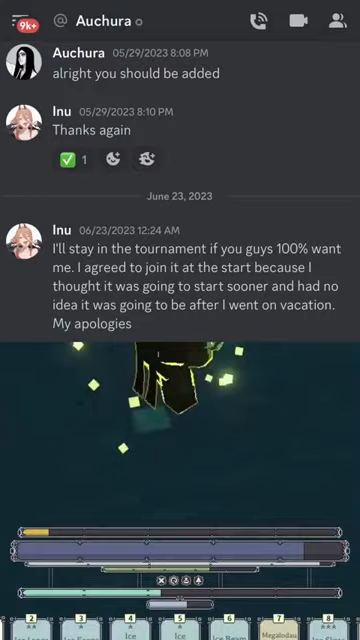 9k+
@ Auchura
Auchura 05/29/2023 8:08 PM
alright you should be added
Inu 05/29/2023 8:10 PM
Thanks again
1
June 23, 2023
Inu 06/23/2023 12:24 AM
I'll stay in the tournament if you guys 100% want
me. I agreed to join it at the start because I
thought it was going to start sooner and had no
idea it was going to be after I went on vacation.
My apologies
2 3 4 5 6 7 8
Ice Ice Ice Beam Megalodau